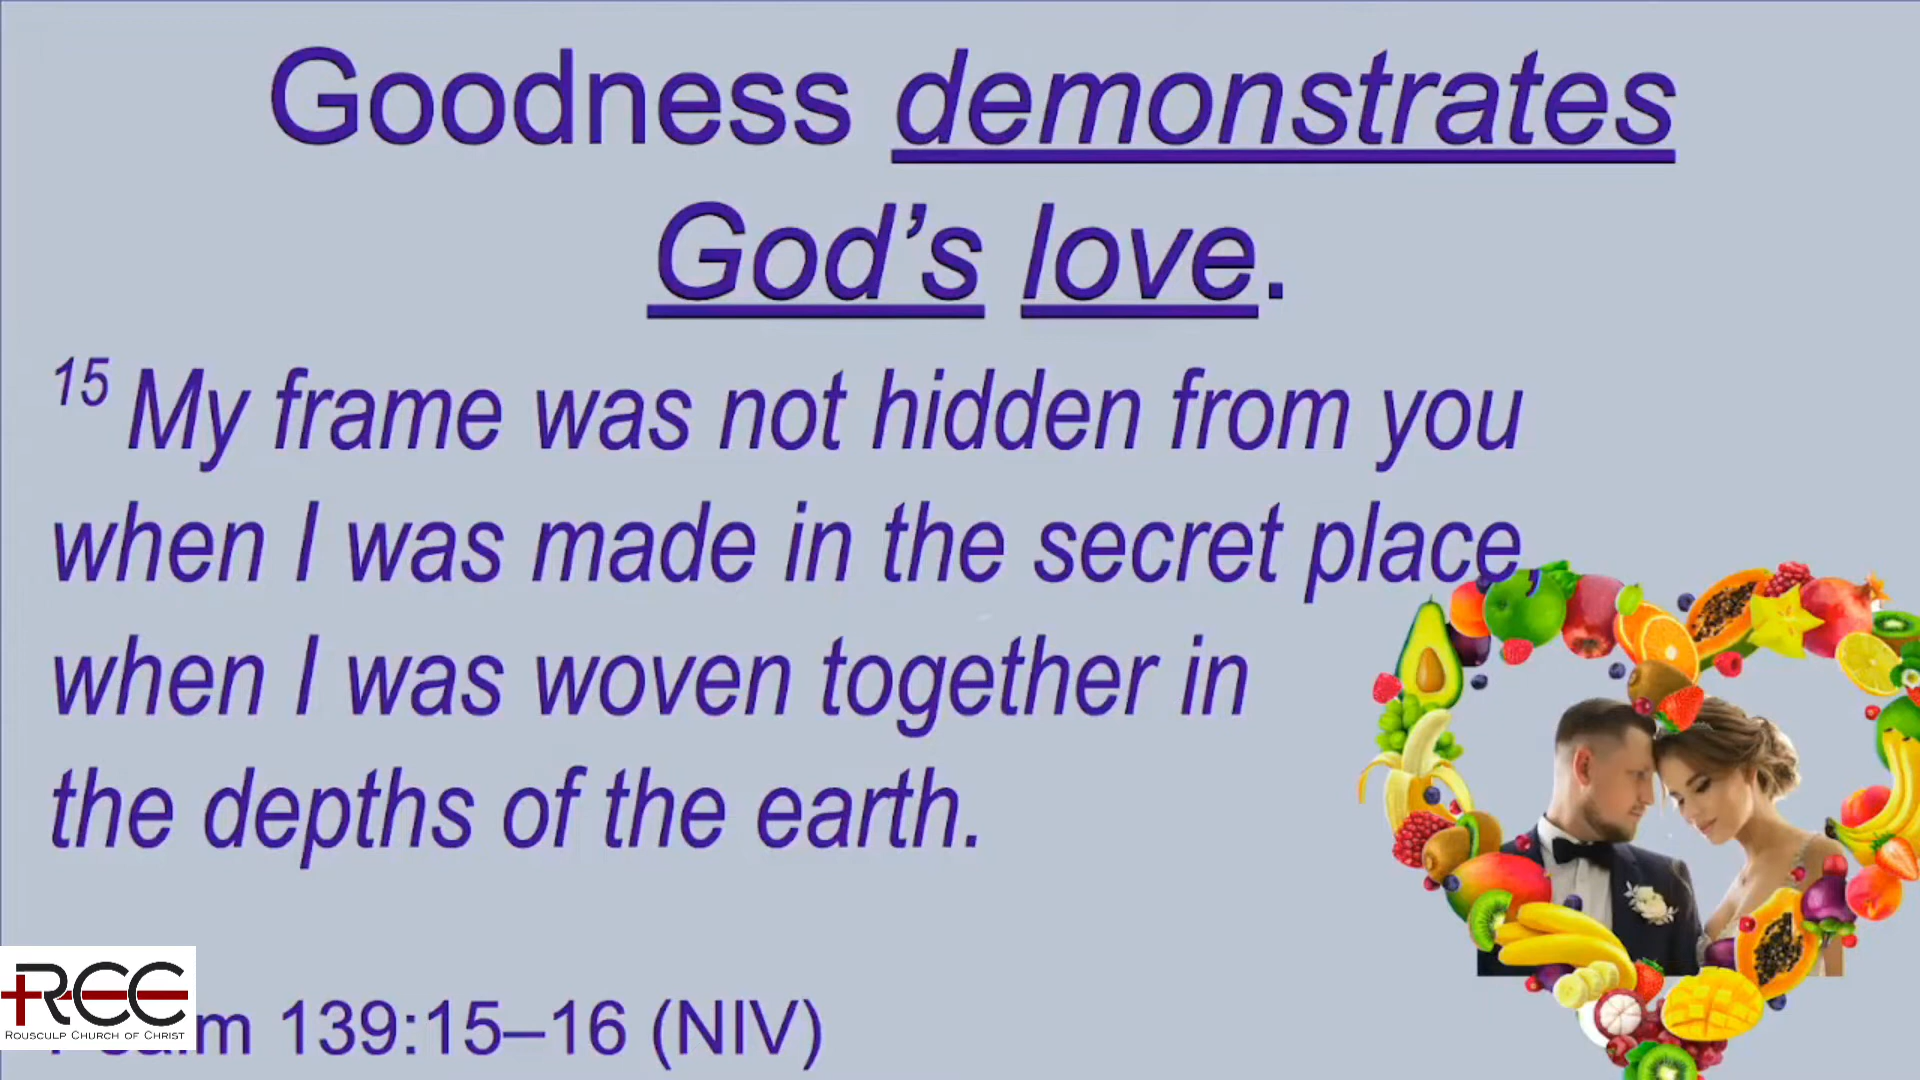 Goodness demonstrates
God's love.
15 My frame was not hidden from you
when I was made in the secret place,
when I was woven together in
the depths of the earth.
RCC
ROUSCULP CHURCH OF CHRIST
139:15–16 (NIV)